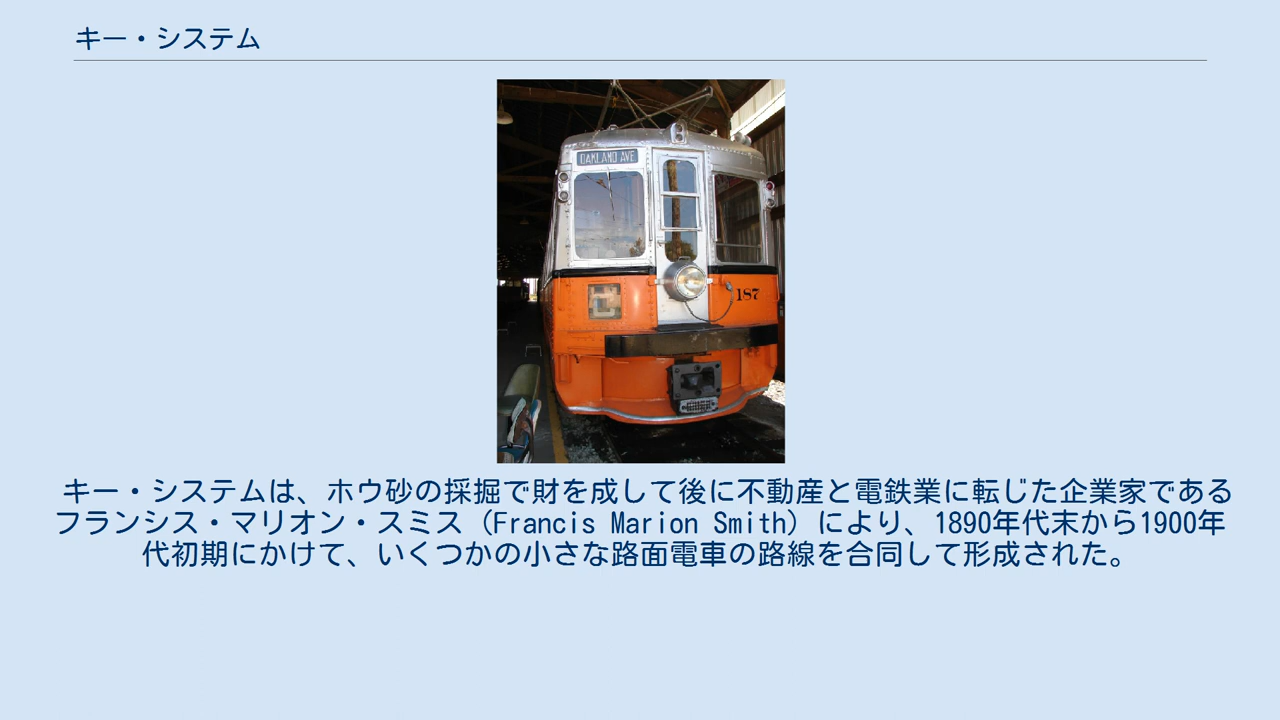 キー・システム
OAKLAND AVE
187
キー・システムは、ホウ砂の採掘で財を成して後に不動産と電鉄業に転じた企業家である
フランシス・マリオン・スミス（Francis Marion Smith）により、1890年代末から1900年
代初期にかけて、いくつかの小さな路面電車の路線を合同して形成された。